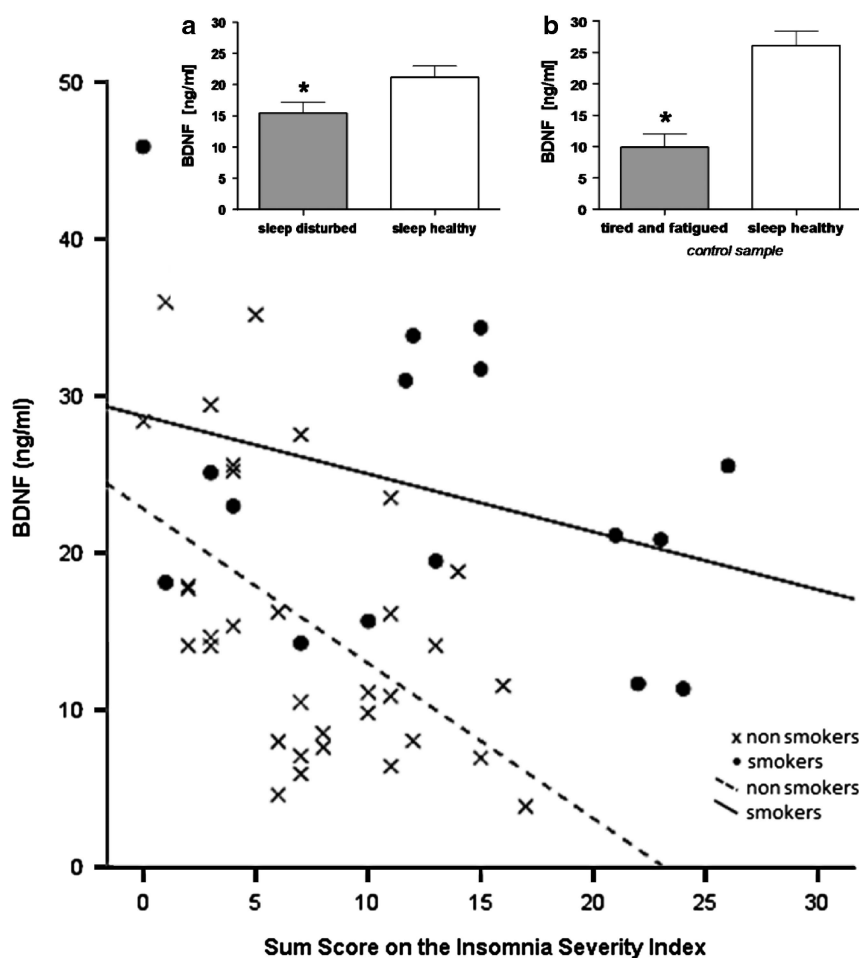 a
b
BDNF [ng/ml]
30
25
20
15
10
5
0
*
sleep disturbed sleep healthy
BDNF [ng/ml]
30
25
20
15
10
5
0
*
tired and fatigued sleep healthy
control sample
BDNF (ng/ml)
50
40
30
20
10
0
x non smokers
• smokers
non smokers
smokers
0 5 10 15 20 25 30
Sum Score on the Insomnia Severity Index